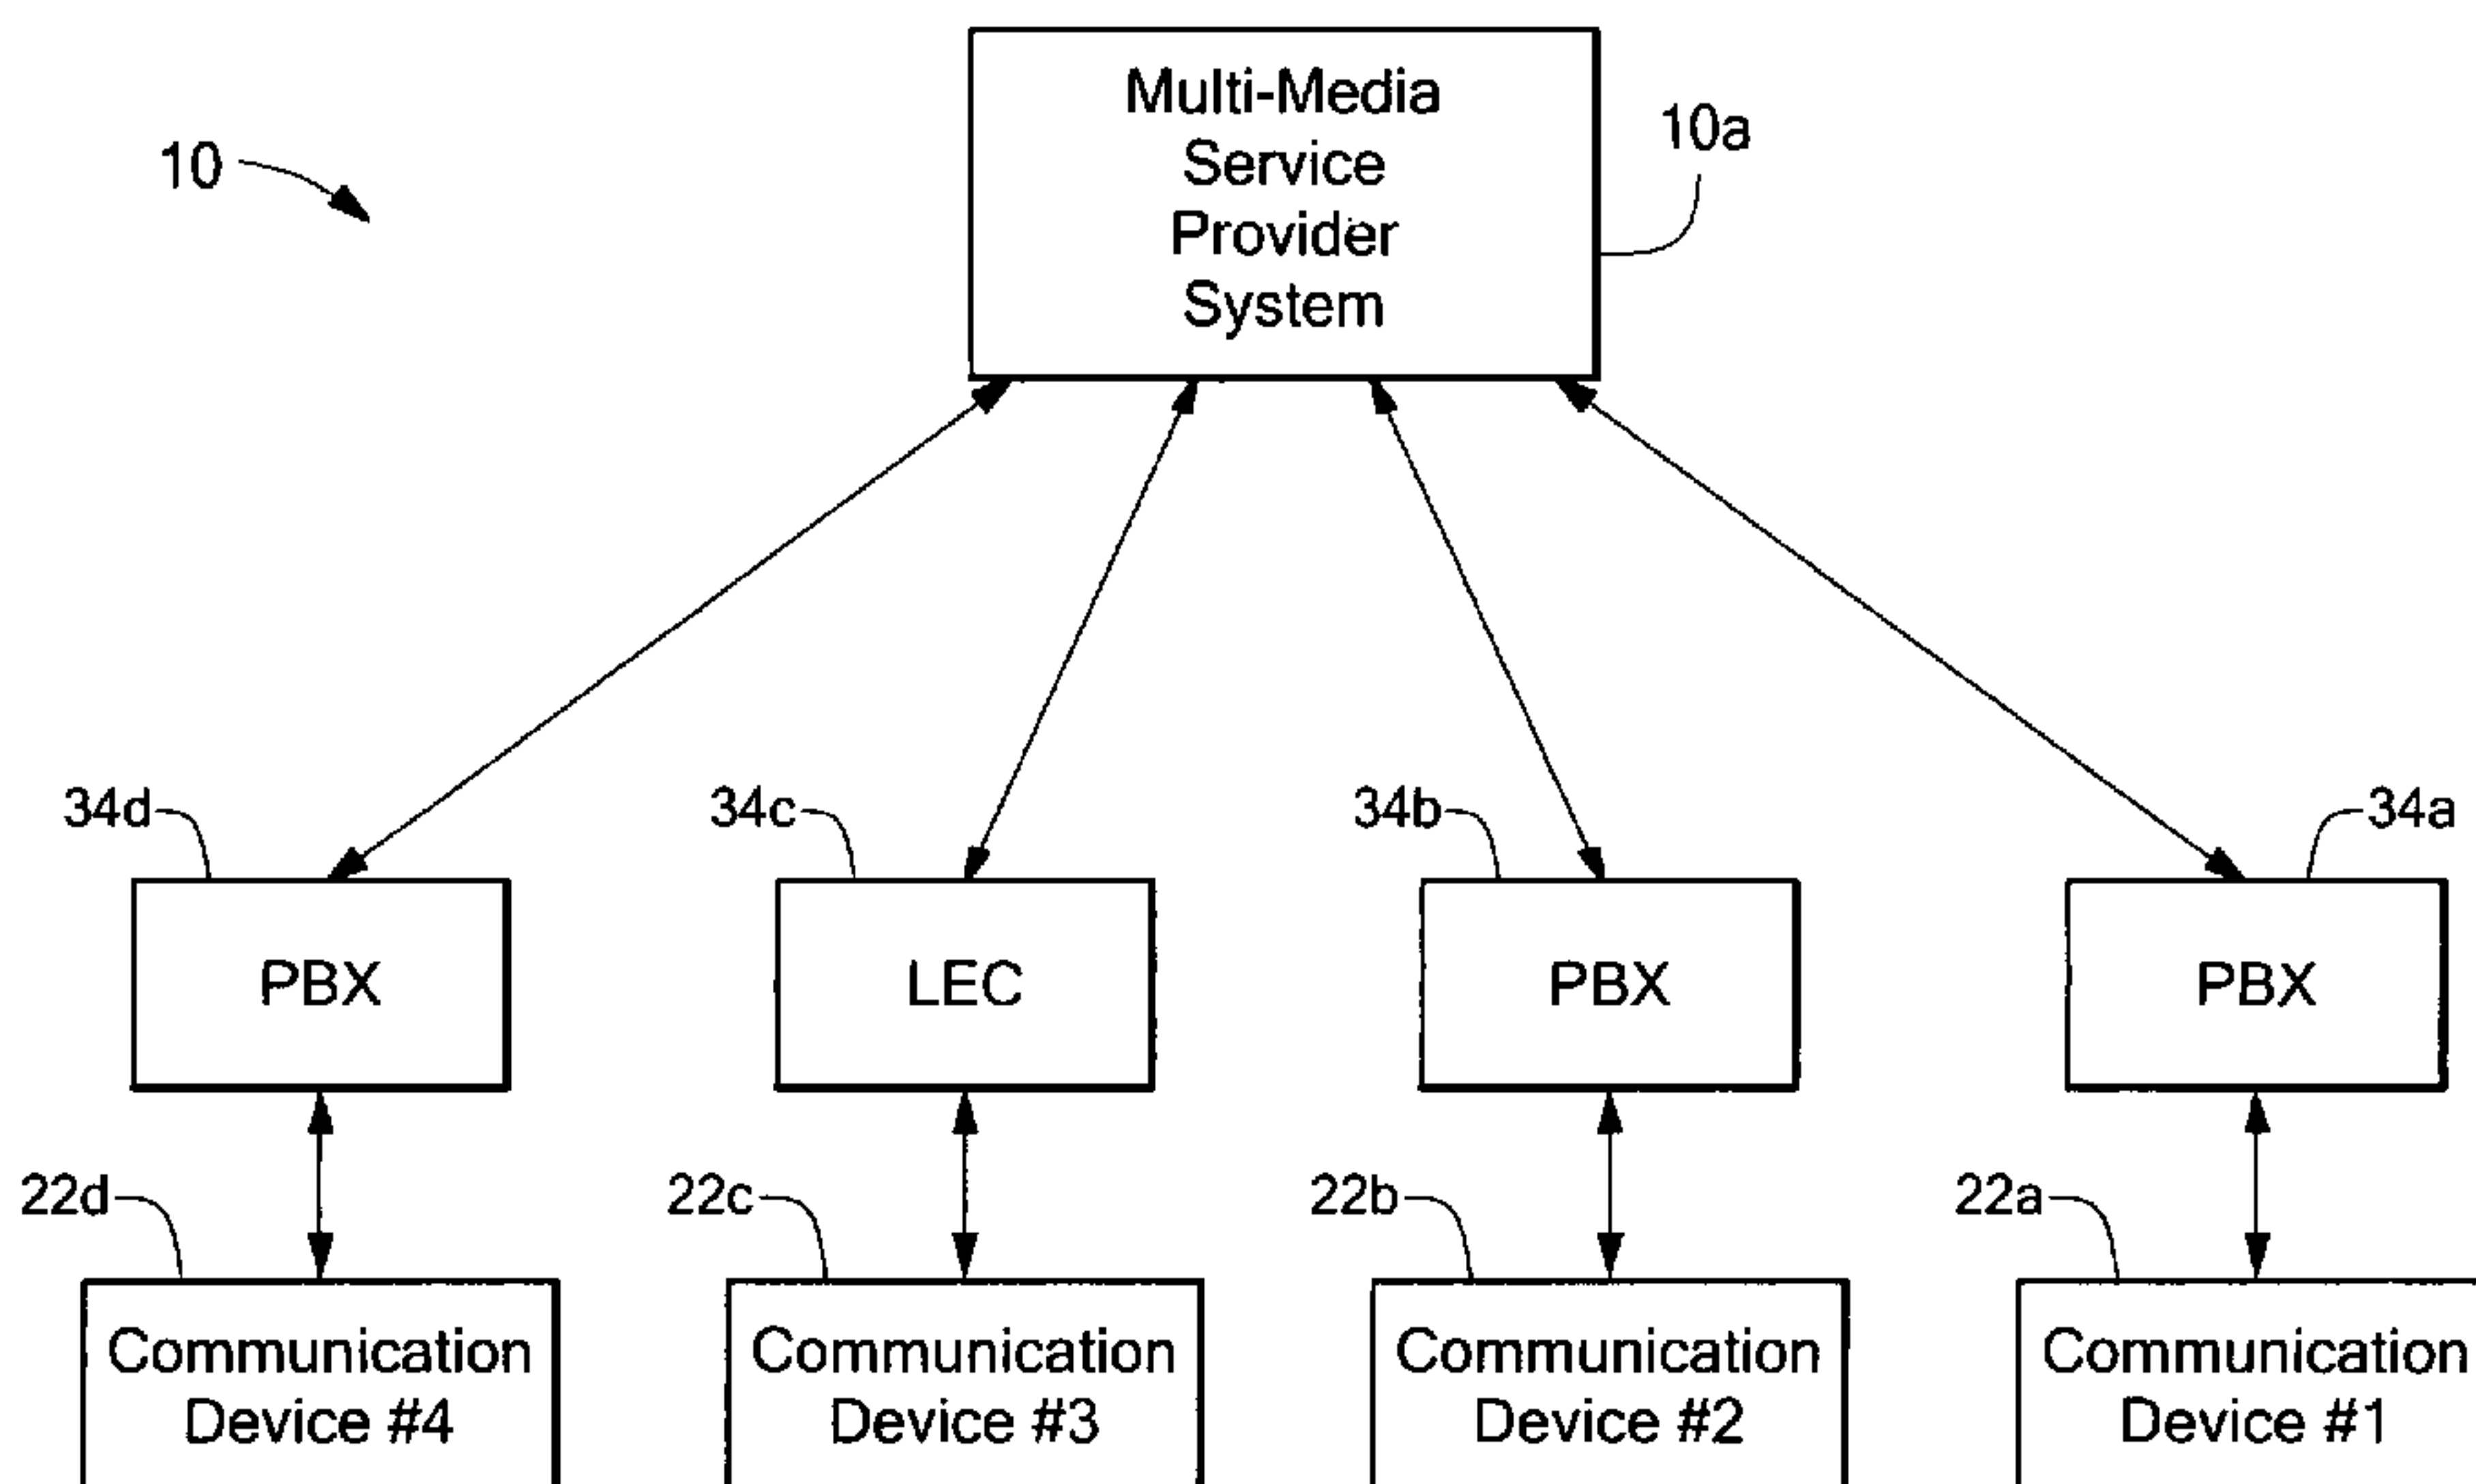 Multi-Media
Service
Provider
System
10a
10
34d
34c
34b
34a
PBX
LEC
PBX
PBX
22d
22c
22b
22a
Communication
Device #4
Communication
Device #3
Communication
Device #2
Communication
Device #1